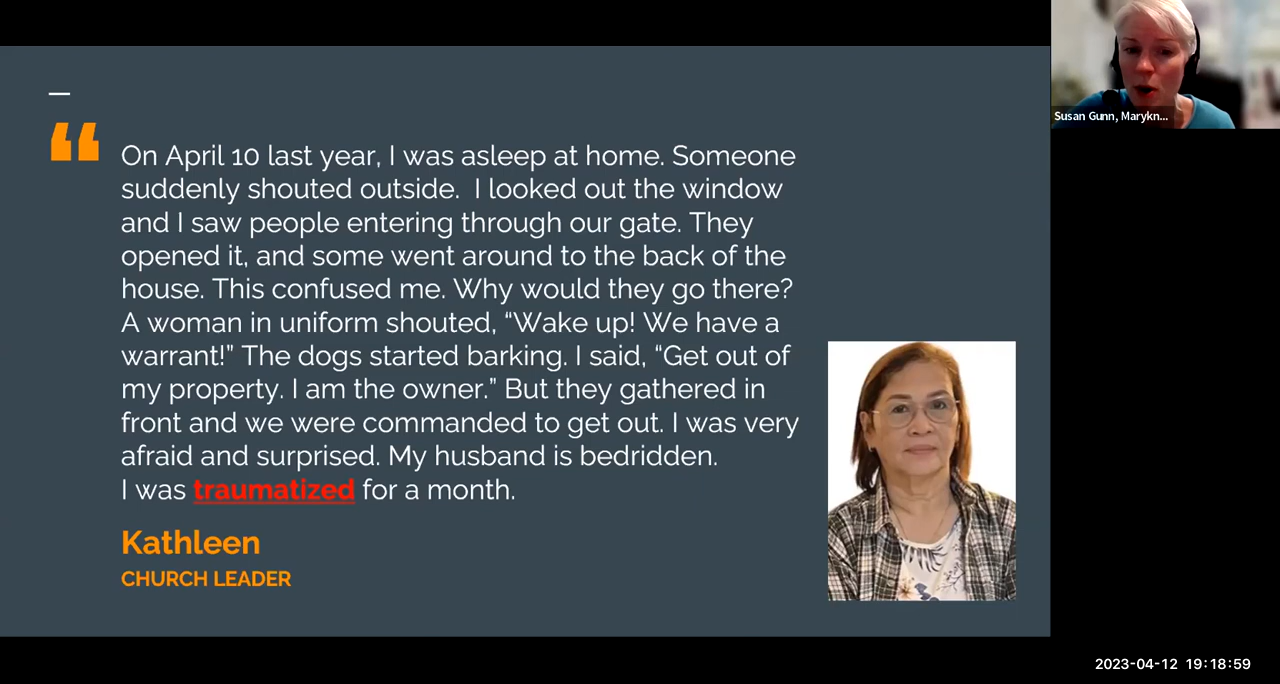 Susan Gunn, Marykn...
“
On April 10 last year, I was asleep at home. Someone
suddenly shouted outside.  I looked out the window
and I saw people entering through our gate. They
opened it, and some went around to the back of the
house. This confused me. Why would they go there?
A woman in uniform shouted, “Wake up! We have a
warrant!” The dogs started barking. I said, “Get out of
my property. I am the owner.” But they gathered in
front and we were commanded to get out. I was very
afraid and surprised. My husband is bedridden.
I was traumatized for a month.
Kathleen
CHURCH LEADER
2023-04-12 19:18:59